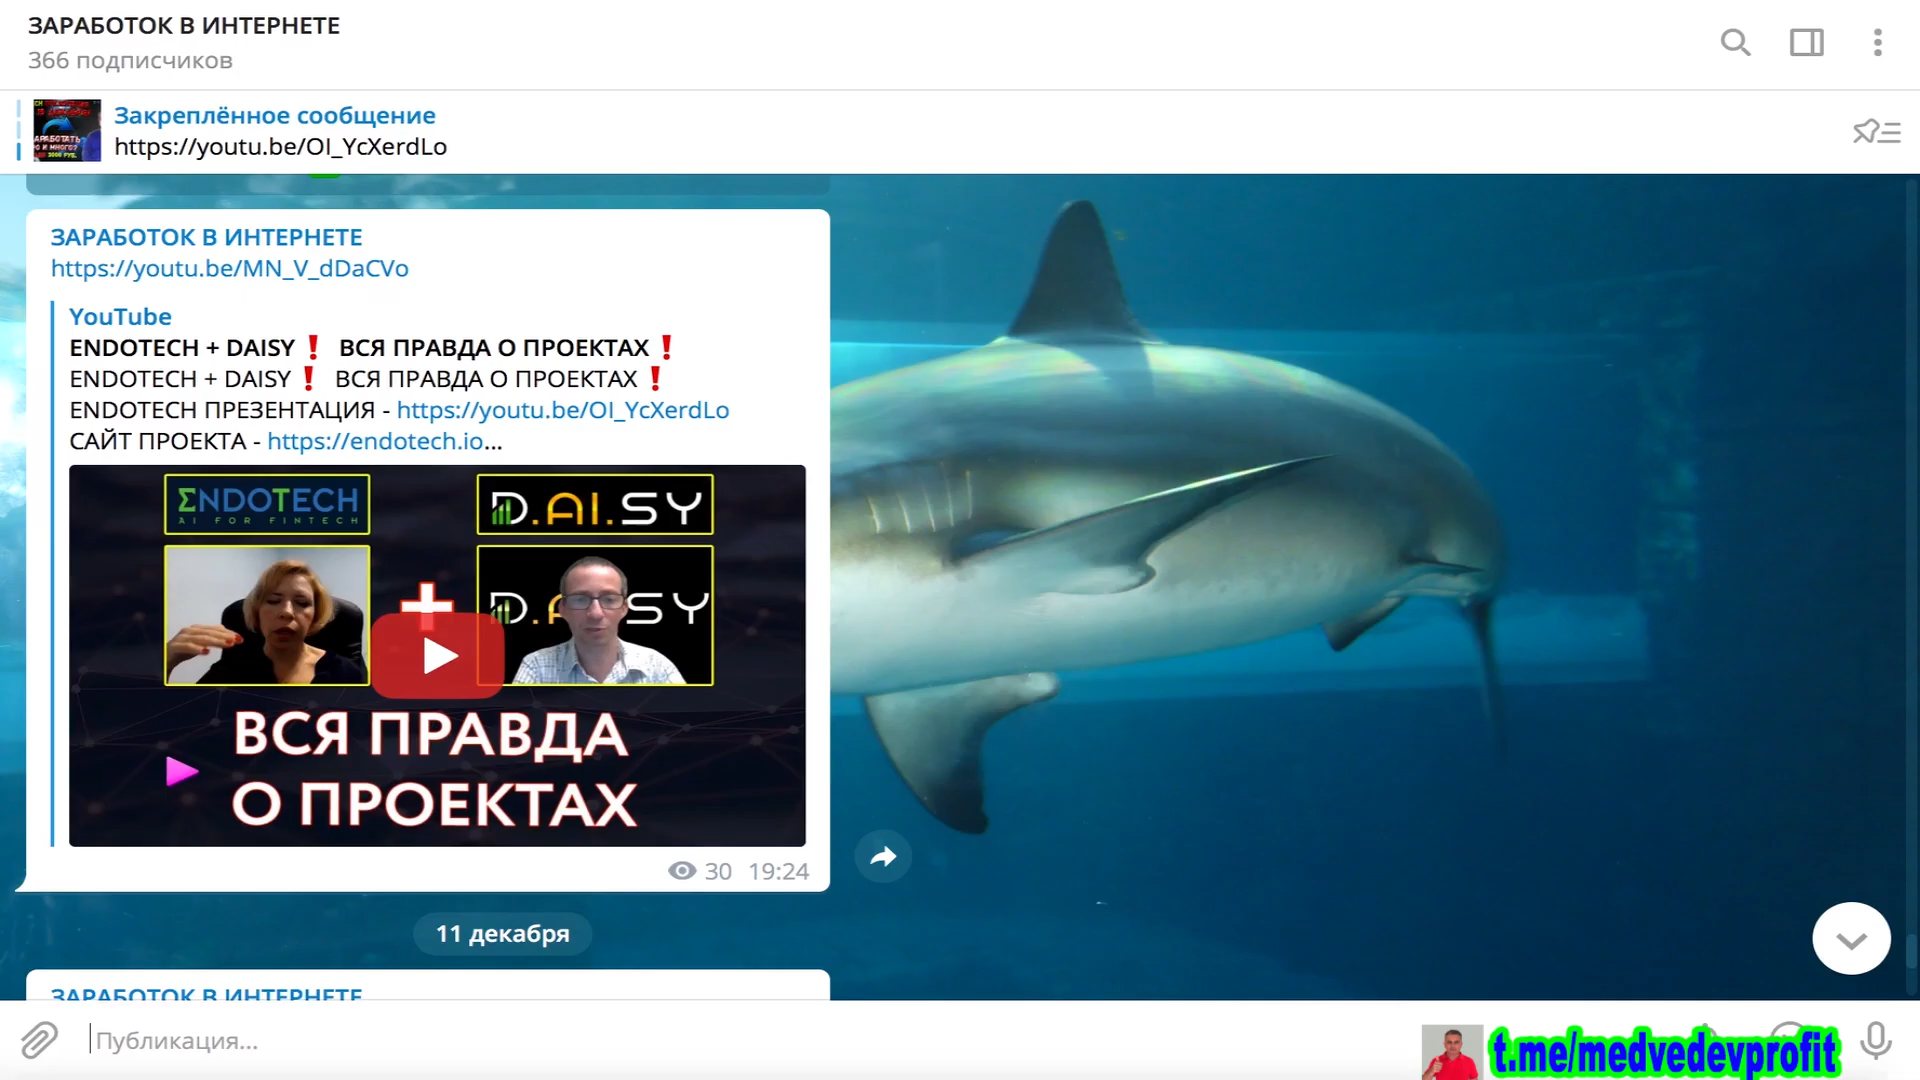 ЗАРАБОТОК В ИНТЕРНЕТЕ
366 подписчиков
Закреплённое сообщение
https://youtu.be/OI_YcXerdLo
ЗАРАБОТОК В ИНТЕРНЕТЕ
https://youtu.be/MN_V_dDaCVo
YouTube
ENDOTECH + DAISY❗ ВСЯ ПРАВДА О ПРОЕКТАХ❗
ENDOTECH + DAISY❗ ВСЯ ПРАВДА О ПРОЕКТАХ❗
ENDOTECH ПРЕЗЕНТАЦИЯ - https://youtu.be/OI_YcXerdLo
САЙТ ПРОЕКТА - https://endotech.io...
ΣNDOTECH
AI FOR FINTECH
D.AI.SY
ВСЯ ПРАВДА
О ПРОЕКТАХ
30 19:24
11 декабря
ЗАРАБОТОК В ИНТЕРНЕТЕ
Публикация...
t.me/medvedevprofit